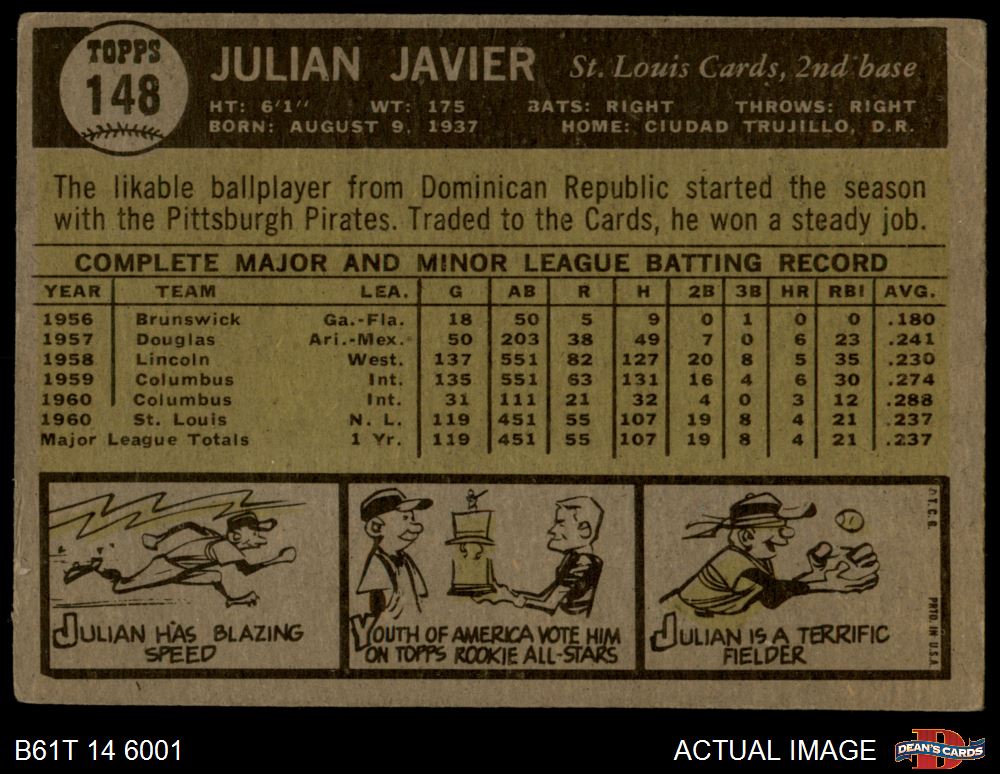 TOPPS
148
JULIAN JAVIER St. Louis Cards, 2nd base
HT: 6'1" WT: 175 BATS: RIGHT THROWS: RIGHT
BORN: AUGUST 9, 1937 HOME: CIUDAD TRUJILLO, D.R.
The likable ballplayer from Dominican Republic started the season
with the Pittsburgh Pirates. Traded to the Cards, he won a steady job.
COMPLETE MAJOR AND MINOR LEAGUE BATTING RECORD
YEAR TEAM LEA. G AB R H 2B 3B HR RBI AVG.
1956 Brunswick Ga.-Fla. 18 50 5 9 0 1 0 0 .180
1957 Douglas Ari.-Mex. 50 203 38 49 7 0 6 23 .241
1958 Lincoln West. 137 551 82 127 20 8 5 35 .230
1959 Columbus Int. 135 551 63 131 16 4 6 30 .274
1960 Columbus Int. 31 111 21 32 4 0 3 12 .288
1960 St. Louis N. L. 119 451 55 107 19 8 4 21 .237
Major League Totals 1 Yr. 119 451 55 107 19 8 4 21 .237
JULIAN HAS BLAZING
SPEED
YOUTH OF AMERICA VOTE HIM
ON TOPPS ROOKIE ALL-STARS
JULIAN IS A TERRIFIC
FIELDER
© T.C.G.
PRTD. IN U.S.A.
B61T 14 6001
ACTUAL IMAGE
D
DEAN'S CARDS